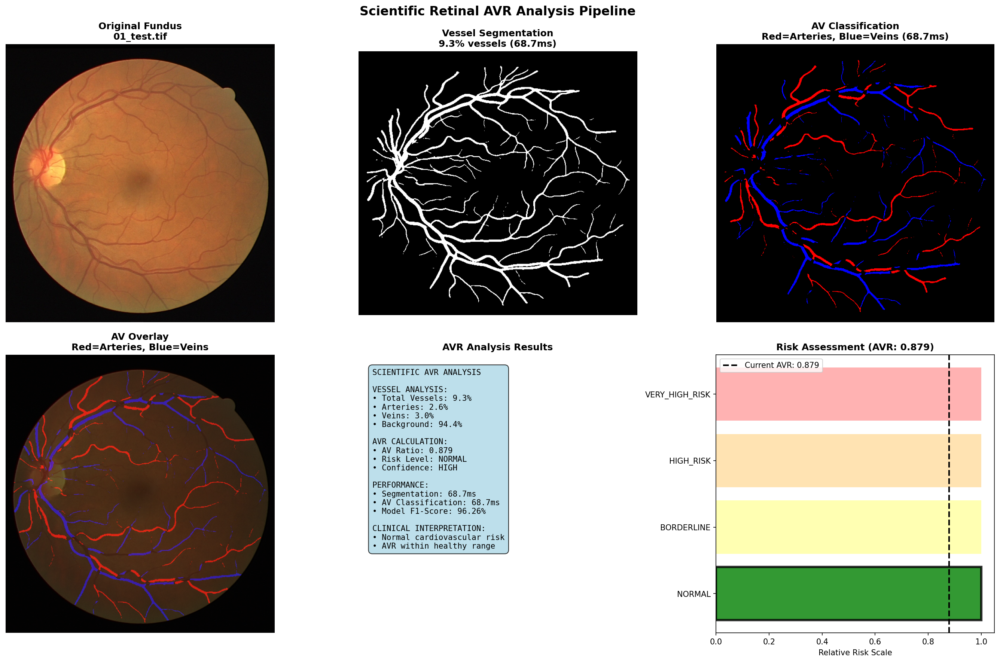 Scientific Retinal AVR Analysis Pipeline
Original Fundus
01_test.tif
Vessel Segmentation
9.3% vessels (68.7ms)
AV Classification
Red=Arteries, Blue=Veins (68.7ms)
AV Overlay
Red=Arteries, Blue=Veins
AVR Analysis Results
SCIENTIFIC AVR ANALYSIS
VESSEL ANALYSIS:
• Total Vessels: 9.3%
• Arteries: 2.6%
• Veins: 3.0%
• Background: 94.4%
AVR CALCULATION:
• AV Ratio: 0.879
• Risk Level: NORMAL
• Confidence: HIGH
PERFORMANCE:
• Segmentation: 68.7ms
• AV Classification: 68.7ms
• Model F1-Score: 96.26%
CLINICAL INTERPRETATION:
• Normal cardiovascular risk
• AVR within healthy range
Risk Assessment (AVR: 0.879)
Current AVR: 0.879
VERY_HIGH_RISK
HIGH_RISK
BORDERLINE
NORMAL
0.0 0.2 0.4 0.6 0.8 1.0
Relative Risk Scale